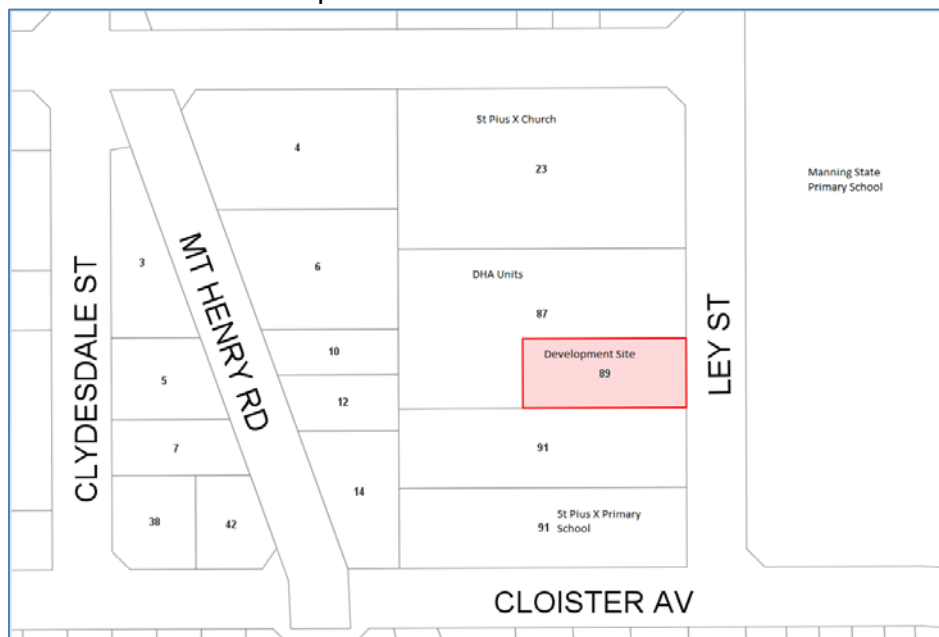 St Pius X Church
4
23
Manning State
Primary School
CLYDESDALE ST
3
MT HENRY RD
6
DHA Units
87
LEY ST
10
Development Site
89
5
12
7
91
14
38
42
St Pius X Primary
91 School
CLOISTER AV